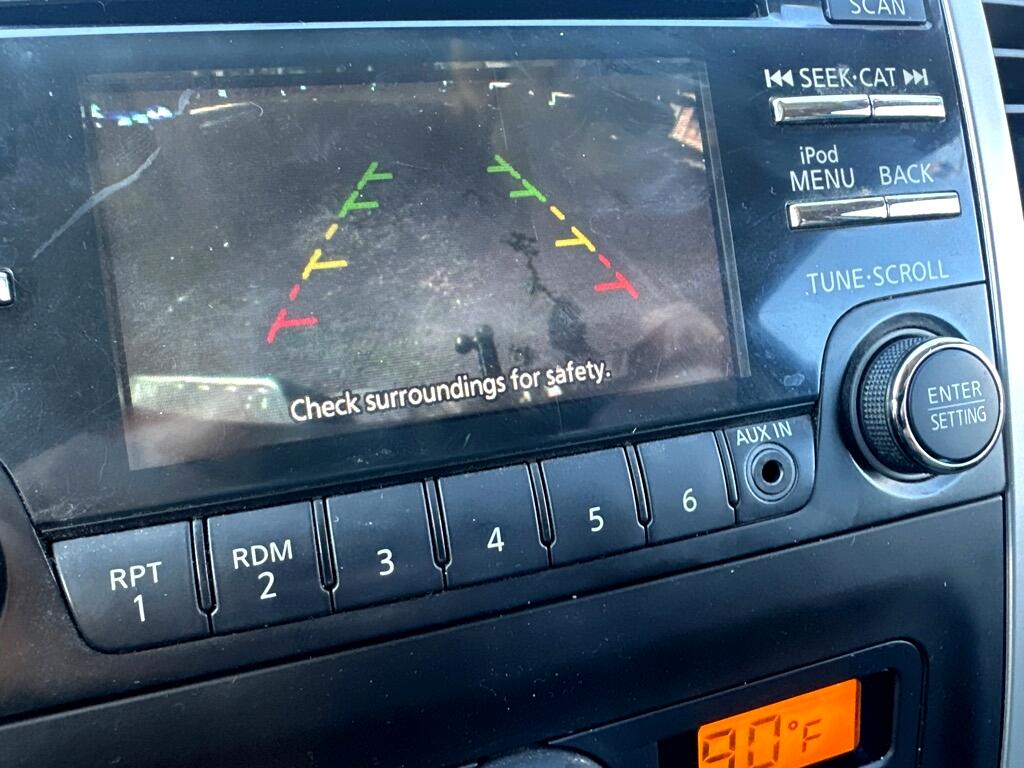 SCAN
SEEK·CAT
iPod
MENU BACK
TUNE·SCROLL
ENTER
SETTING
Check surroundings for safety.
AUX IN
RPT
1
RDM
2
3
4
5
6
90°F